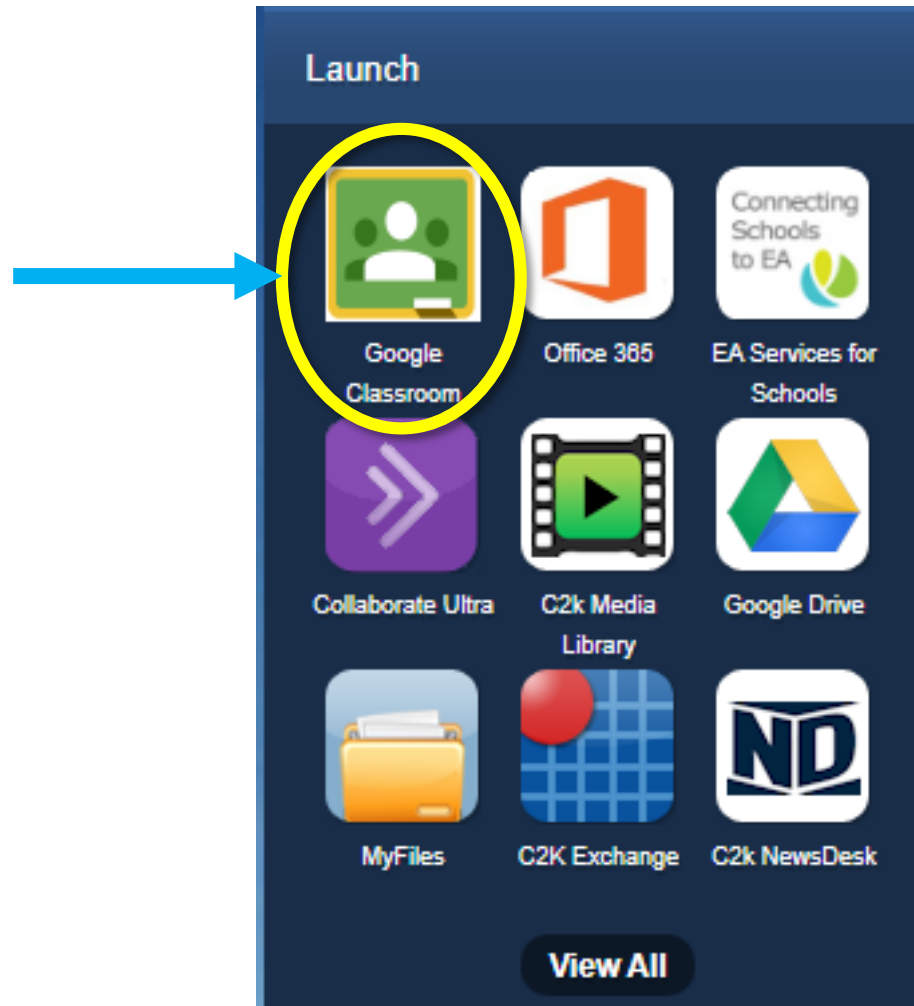 Launch
Connecting
Schools
to EA
Google
Classroom
Office 365
EA Services for
Schools
Collaborate Ultra
C2k Media
Library
Google Drive
ND
MyFiles
C2K Exchange
C2k NewsDesk
View All